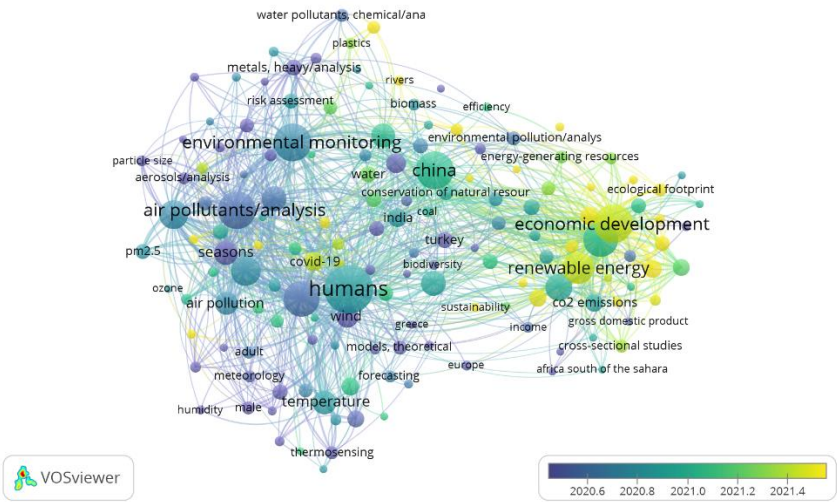 water pollutants, chemical/ana
plastics
metals, heavy/analysis
rivers
risk assessment
biomass
efficiency
environmental monitoring
environmental pollution/analys
particle size
energy-generating resources
aerosols/analysis
water
china
conservation of natural resour
ecological footprint
air pollutants/analysis
india
coal
economic development
turkey
pm2.5
seasons
covid-19
biodiversity
renewable energy
ozone
humans
air pollution
wind
sustainability
co2 emissions
greece
income
gross domestic product
adult
models, theoretical
cross-sectional studies
meteorology
forecasting
europe
africa south of the sahara
humidity
male
temperature
thermosensing
VOSviewer
2020.6 2020.8 2021.0 2021.2 2021.4